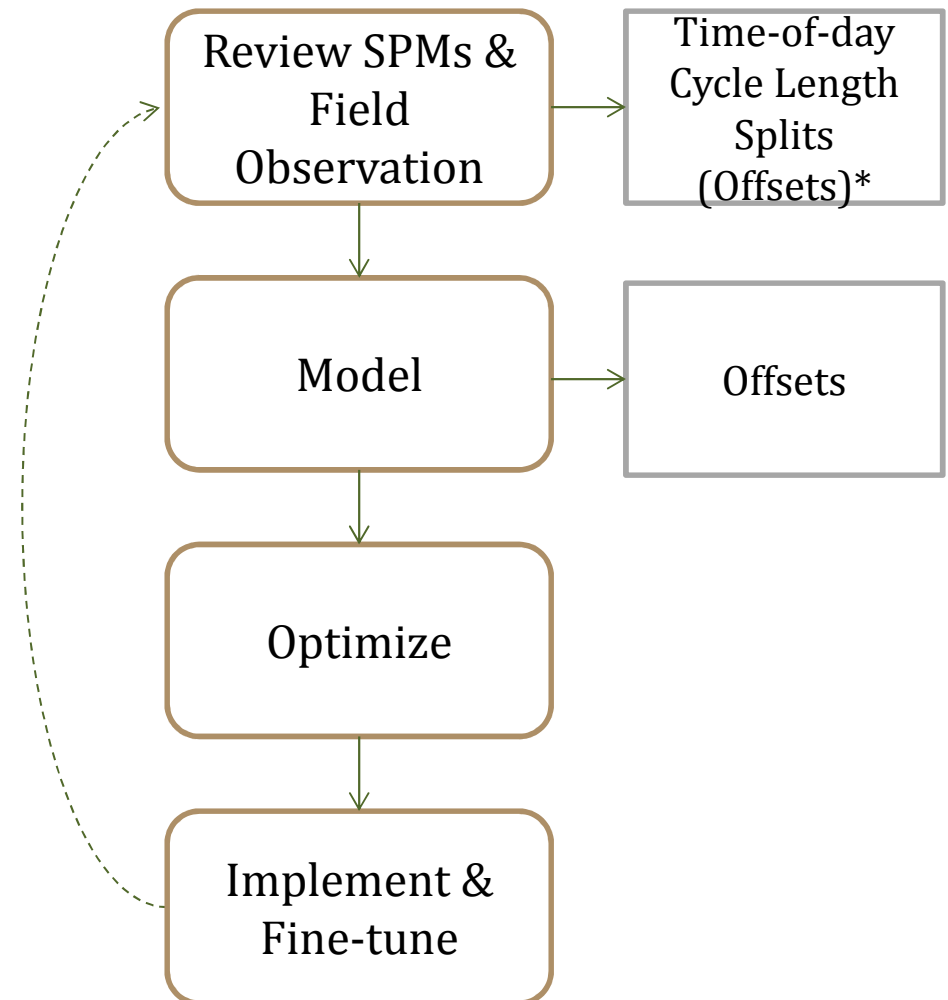 Review SPMs &
Field
Observation
Time-of-day
Cycle Length
Splits
(Offsets)*
Model
Offsets
Optimize
Implement &
Fine-tune